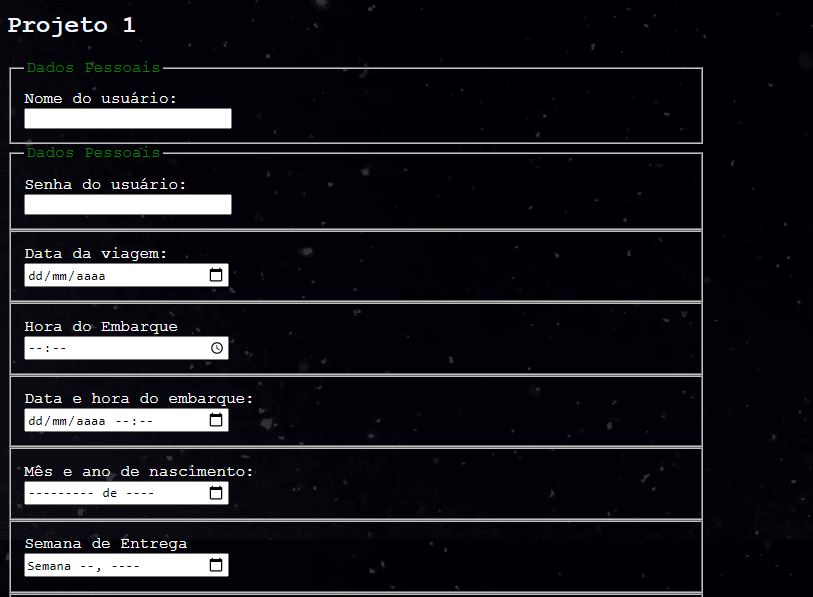 Projeto 1
Dados Pessoais
Nome do usuário:
Dados Pessoais
Senha do usuário:
Data da viagem:
dd/mm/aaaa
Hora do Embarque
--:--
Data e hora do embarque:
dd/mm/aaaa --:--
Mês e ano de nascimento:
--------- de ----
Semana de Entrega
Semana --, ----